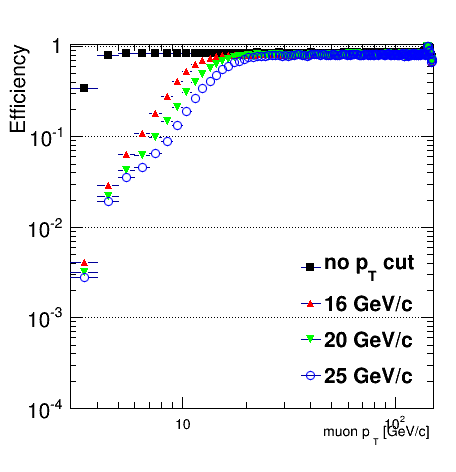 Efficiency
1
10^-1
10^-2
10^-3
10^-4
no p_T cut
16 GeV/c
20 GeV/c
25 GeV/c
10
10^2
muon p_T [GeV/c]